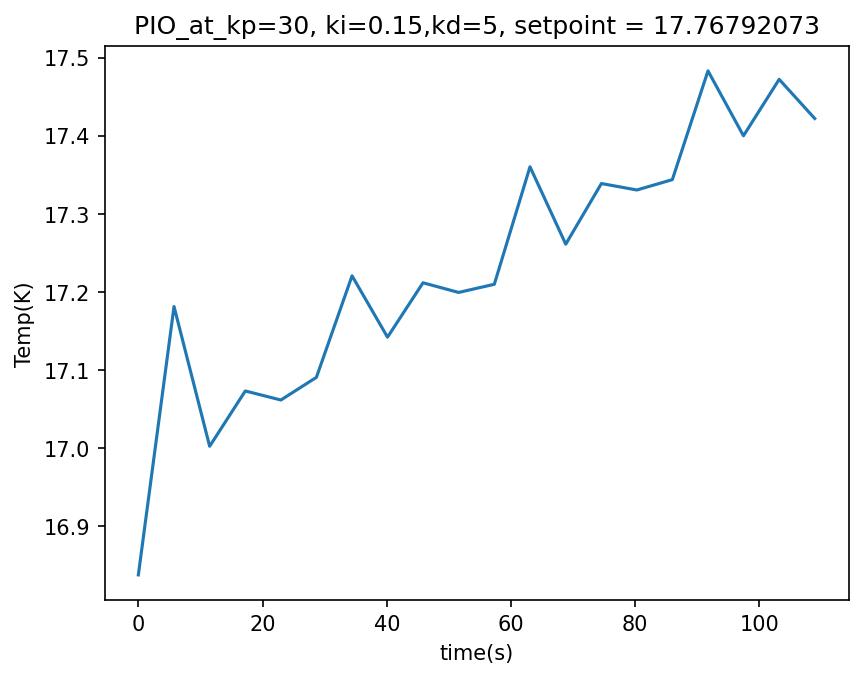 PIO_at_kp=30, ki=0.15,kd=5, setpoint = 17.76792073
17.5
17.4
17.3
17.2
17.1
17.0
16.9
Temp(K)
0 20 40 60 80 100
time(s)